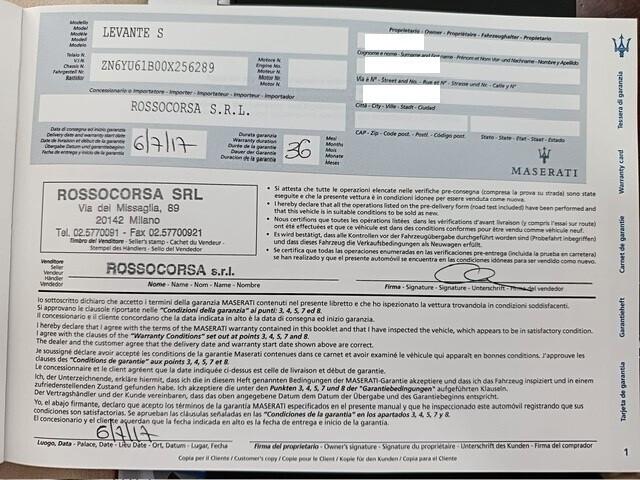 Modello
Model
Modèle
Modell
Modelo
LEVANTE S
Telaio N.
V.I.N.
Chassis N.
Fahrgestell Nr
Bastidor
ZN6YU61B00X256289
Motore N.
Engine No.
Moteur N.
Motor Nr.
Motor N.
Concessionario o Importatore - Importer - Importateur - Importeur - Importador
ROSSOCORSA S.R.L.
Data di consegna ed inizio garanzia
Delivery date and warranty start date
Date de livraison et début de la garantie
Übergabe Datum und garantiebeginn
Fecha de entrega y inicio de la garantía
6/7/17
Durata garanzia
Warranty duration
Durée de la garantie
Dauer der Garantie
Duración de la garantía
36
Mesi
Months
Mois
Monate
Meses
Proprietario - Owner - Propriétaire - Fahrzeughalter - Propietario
Cognome e nome - Surname and first name - Prénom et Nom Vor- und Nachname - Nombre y Apellido
Via e N° - Street and No. - Rue et N° - Strasse und Nr. - Calle y N°
Città - City - Ville - Stadt - Ciudad
CAP - Zip - Code post. - Postl. - Código post.
Stato - State - Etat - Staat - Estado
MASERATI
ROSSOCORSA SRL
Via dei Missaglia, 89
20142 Milano
Tel. 02.5770091 - Fax 02.57700921
Timbro del Venditore - Seller's stamp - Cachet du Vendeur -
Stempel des Händlers - Sello del Vendedor
• Si attesta che tutte le operazioni elencate nelle verifiche pre-consegna (compresa la prova su strada) sono state
eseguite e che la presente vettura è in condizioni idonee per essere venduta come nuova.
• I hereby declare that all the operations listed on the pre-delivery form (road test included) have been performed and
that this vehicle is in suitable conditions to be sold as new.
• Nous certifions que toutes les opérations listées dans les vérifications d'avant livraison (y compris l'essai sur route)
ont été effectuées et que ce véhicule est dans des conditions conformes pour être vendu comme véhicule neuf.
• Es wird bestätigt, daß alle Kontrollen vor der Fahrzeugübergabe durchgeführt worden sind (Probefahrt inbegriffen)
und dass dieses Fahrzeug die Verkaufbedingungen als Neuwagen erfüllt.
• Se certifica que todas las operaciones enumeradas en las verificaciones pre-entrega (incluida la prueba en carretera)
se han realizado y que el presente automóvil se encuentra en las condiciones idóneas para ser vendido como nuevo.
Venditore
Seller
Vendeur
Händler
Vendedor
ROSSOCORSA s.r.l.
Nome - Name - Nom - Name - Nombre
Firma - Signature - Signature - Unterschrift - Firma del vendedor
Io sottoscritto dichiaro che accetto i termini della garanzia MASERATI contenuti nel presente libretto e che ho ispezionato la vettura trovandola in condizioni soddisfacenti.
Si approvano le clausole riportate nelle "Condizioni della garanzia" ai punti: 3, 4, 5, 7 ed 8.
Il concessionario e il cliente concordano che la data indicata in alto è la data di consegna ed inizio garanzia.
I hereby declare that I agree with the terms of the MASERATI warranty contained in this booklet and that I have inspected the vehicle, which appears to be in satisfactory condition.
I agree with the clauses of the "Warranty Conditions" set out at points 3, 4, 5, 7 and 8.
The dealer and the customer agree that the delivery date and warranty start date shown above are correct.
Je soussigné déclare avoir accepté les conditions de la garantie Maserati contenues dans ce carnet et avoir examiné le véhicule qui apparaît en bonnes conditions. J'approuve les
clauses des "Conditions de garantie" aux points 3, 4, 5, 7 et 8.
Le concessionnaire et le client agréent que la date indiquée ci-dessus est celle de livraison et début de garantie.
Ich, der Unterzeichnende, erkläre hiermit, dass ich die in diesem Heft genannten Bedingungen der MASERATI-Garantie akzeptiere und dass ich das Fahrzeug inspiziert und in einem
zufriedenstellenden Zustand gefunden habe. Ich akzeptiere die unter den Punkten 3, 4, 5, 7 und 8 der "Garantiebedingungen" aufgeführten Klauseln.
Der Vertragshändler und der Kunde vereinbaren, dass das oben angegebene Datum dem Datum der Übergabe und des Garantiebeginns entspricht.
Yo, el abajo firmante, declaro que acepto los términos de la garantía MASERATI especificados en el presente manual y que he inspeccionado este automóvil registrando que sus
condiciones son satisfactorias. Se aprueban las cláusulas señaladas en las "Condiciones de la garantía" en los apartados 3, 4, 5, 7 y 8.
El concesionario y el cliente acuerdan que la fecha indicada en alto es la fecha de entrega e inicio de la garantía.
6/7/17
Luogo, Data - Palace, Date - Lieu Date - Ort, Datum - Lugar, Fecha
Firma del proprietario - Owner's signature - Signature du propriétaire - Unterschrift des Kunden - Firma del comprador
Copia per il Cliente / Customer's copy / Copie pour le Client / Kopie für den Kunden / Copia para el Cliente
Tessera di garanzia
Warranty card
Carnet de garantie
Garantieheft
Tarjeta de garantía
1